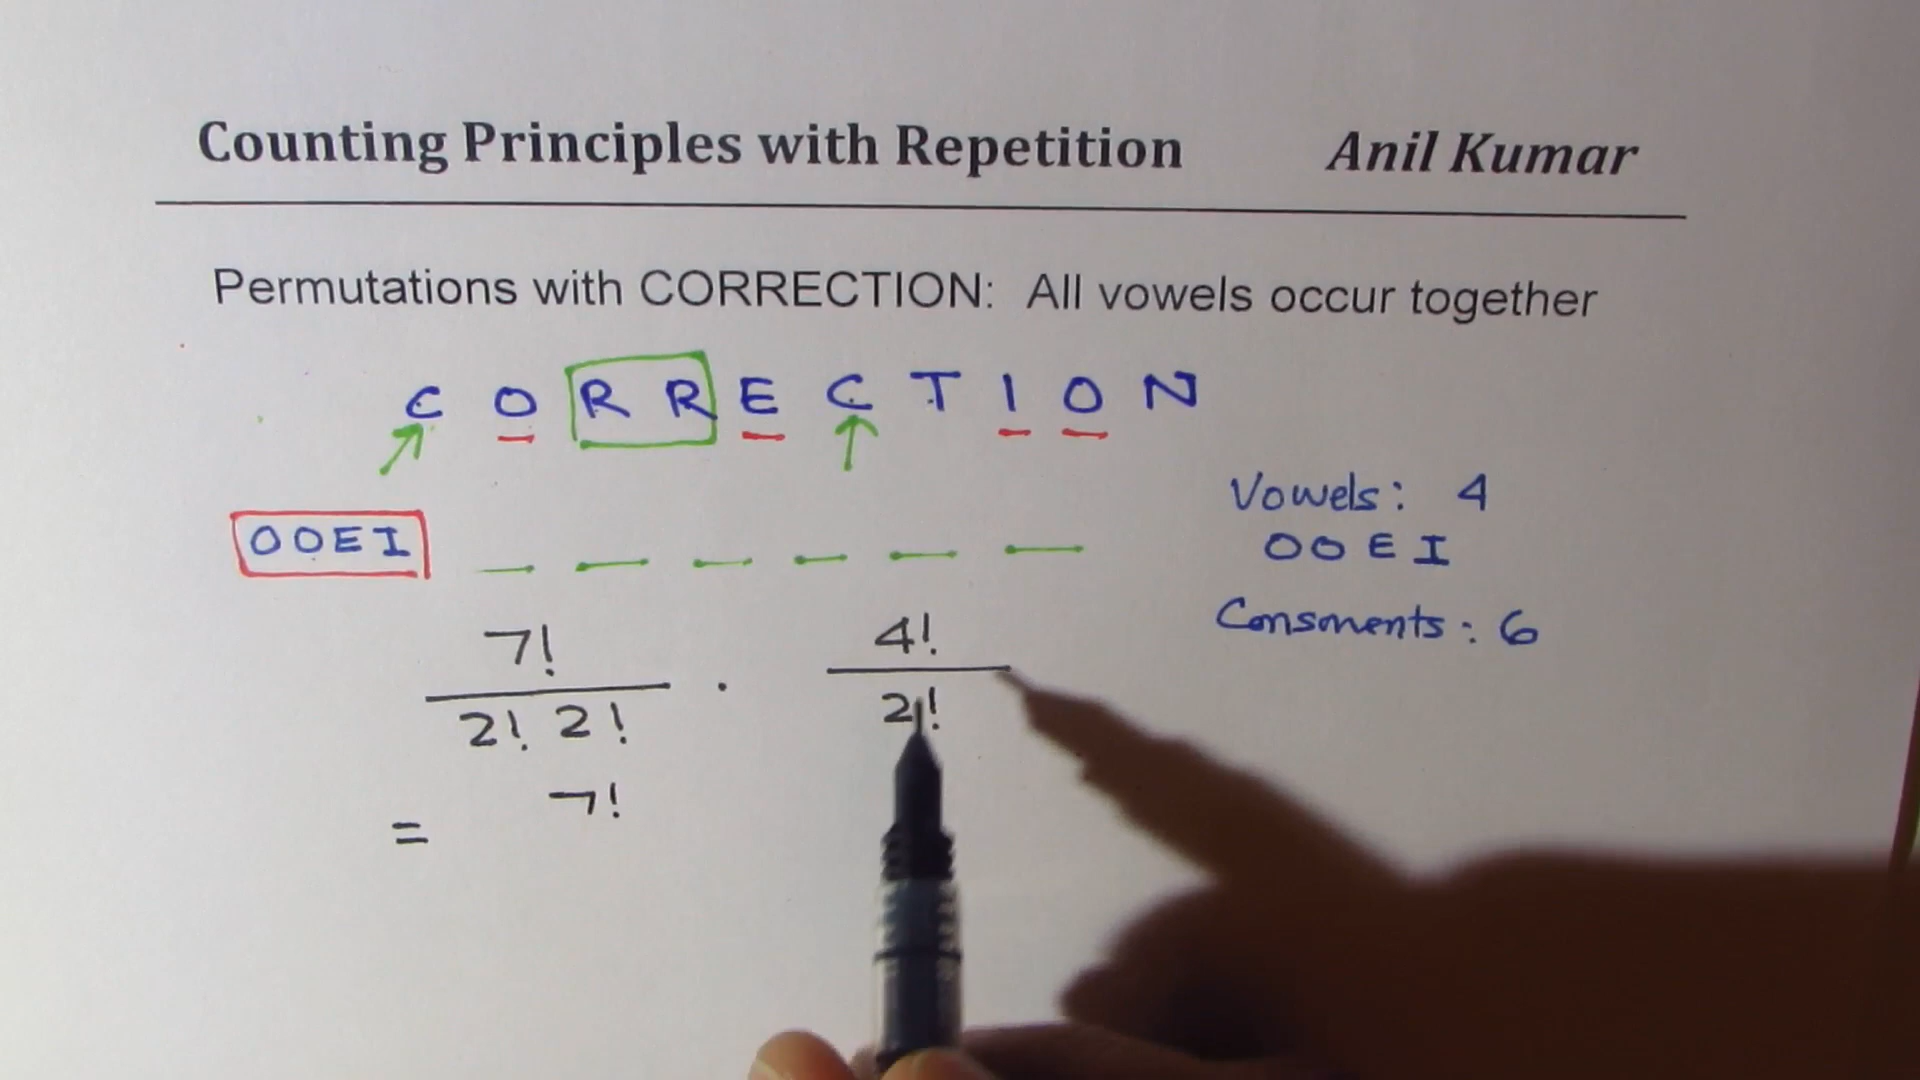 Counting Principles with Repetition Anil Kumar
Permutations with CORRECTION: All vowels occur together
C O R R E C T I O N
Vowels: 4
OOEI
OOEI
Consonents: 6
7! 4!
2! 2! . 2!
= 7!